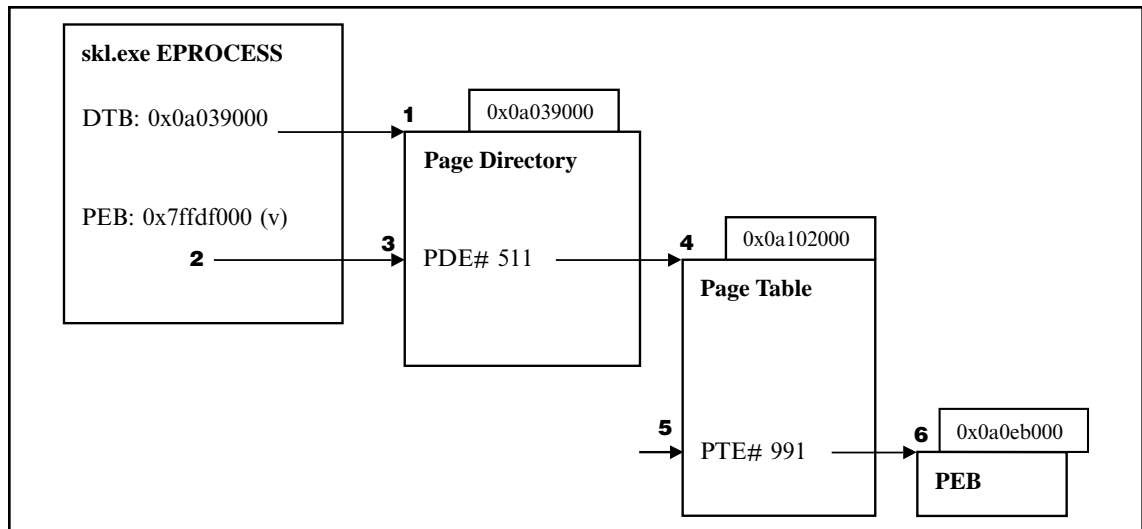 skl.exe EPROCESS
DTB: 0x0a039000
1
0x0a039000
Page Directory
PEB: 0x7ffdf000 (v)
2
3
PDE# 511
4
0x0a102000
Page Table
5
PTE# 991
6
0x0a0eb000
PEB